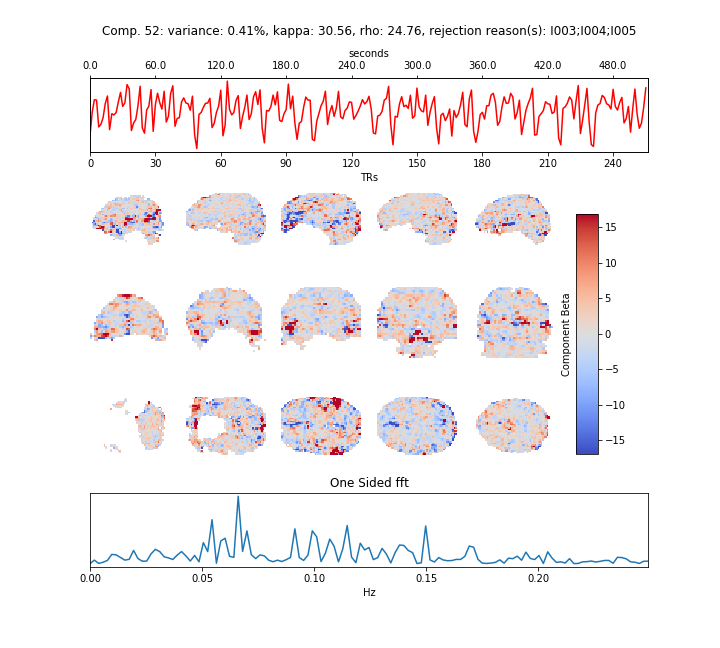 Comp. 52: variance: 0.41%, kappa: 30.56, rho: 24.76, rejection reason(s): I003;I004;I005
seconds
0.0 60.0 120.0 180.0 240.0 300.0 360.0 420.0 480.0
0 30 60 90 120 150 180 210 240
TRs
15
10
5
0
−5
−10
−15
Component Beta
One Sided fft
0.00 0.05 0.10 0.15 0.20
Hz